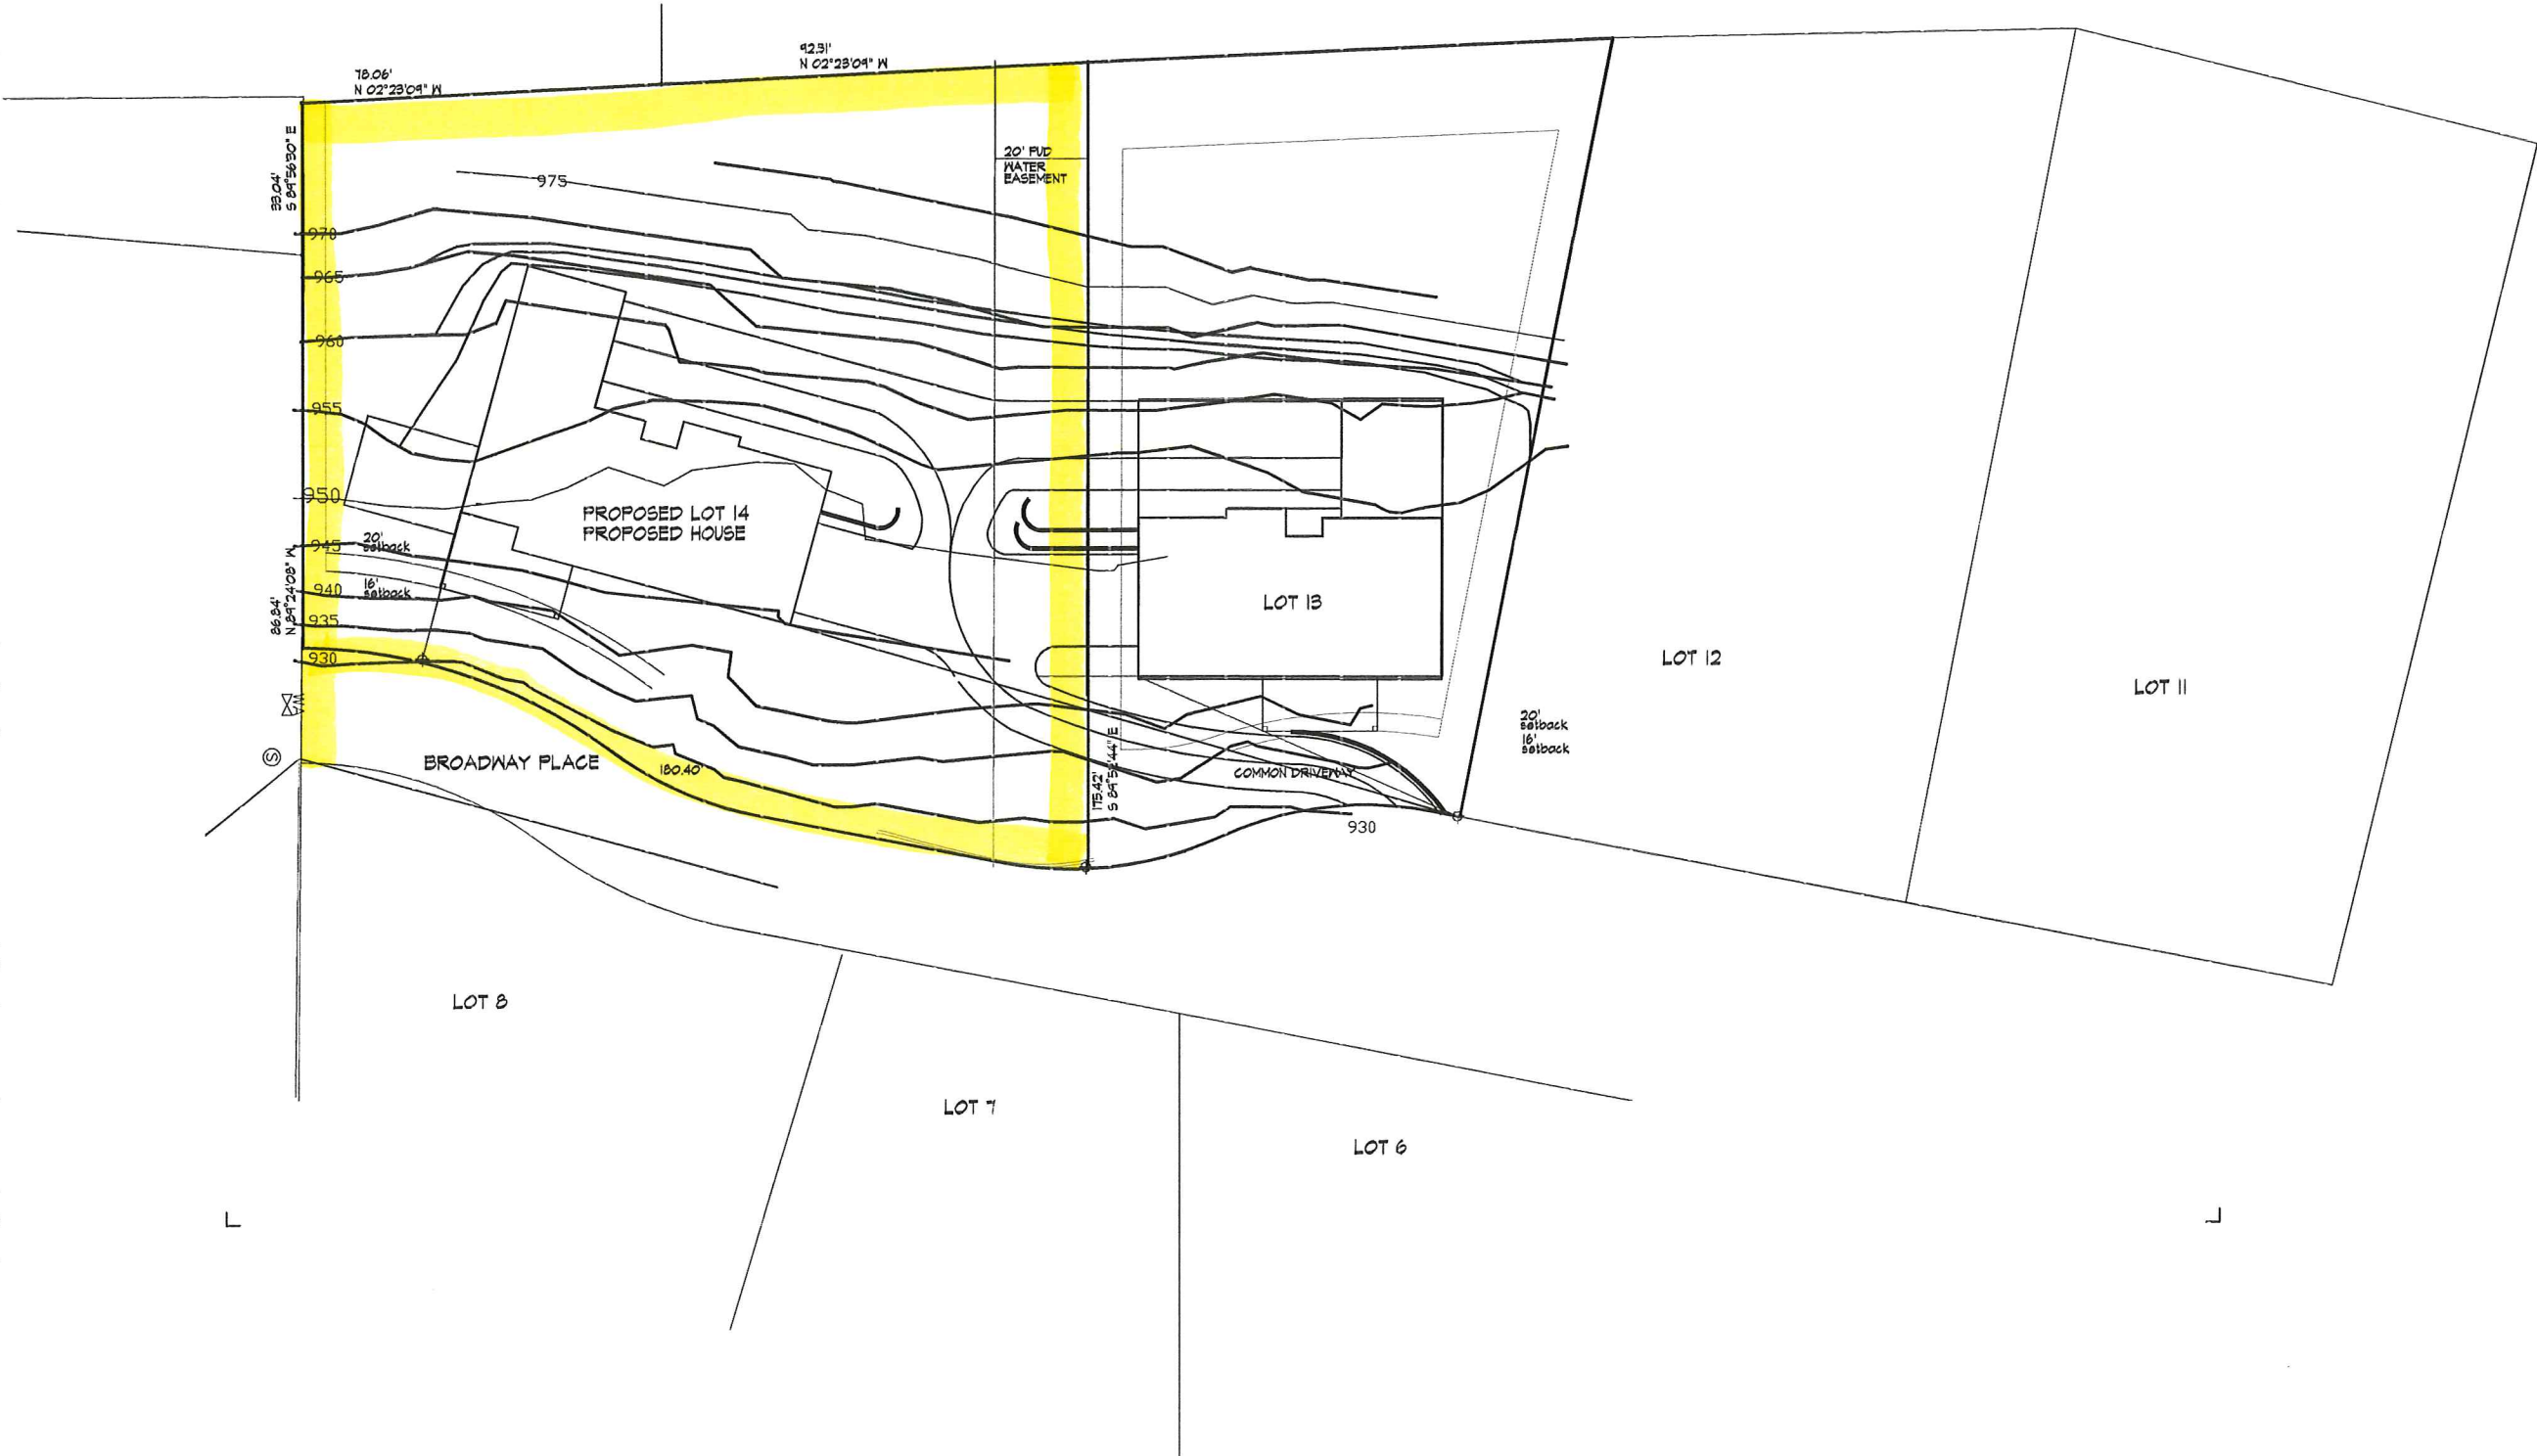 92.31'
N 02°23'09" W
78.06'
N 02°23'09" W
33.04'
S 89°56'30" E
20' PUD
WATER
EASEMENT
975
970
965
960
955
950
PROPOSED LOT 14
PROPOSED HOUSE
945
20'
setback
940
16'
setback
86.84'
N 89°24'08" W
935
930
LOT 13
LOT 12
LOT 11
20'
setback
16'
setback
S
BROADWAY PLACE
180.40'
175.42'
COMMON DRIVEWAY
930
LOT 8
LOT 7
LOT 6